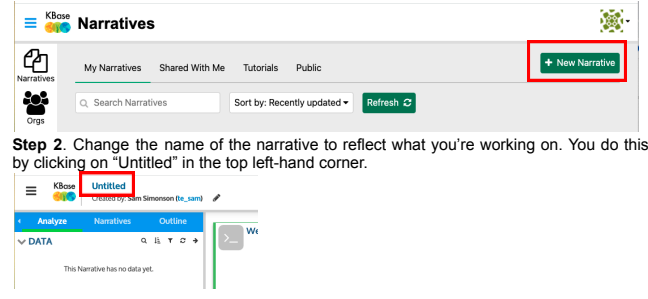 KBase Narratives
Narratives
My Narratives Shared With Me Tutorials Public
+ New Narrative
Search Narratives
Sort by: Recently updated
Refresh
Orgs
Step 2. Change the name of the narrative to reflect what you’re working on. You do this
by clicking on “Untitled” in the top left-hand corner.
KBase Untitled
Created by: Sam Simonson (te_sam)
Analyze Narratives Outline
DATA
We
This Narrative has no data yet.